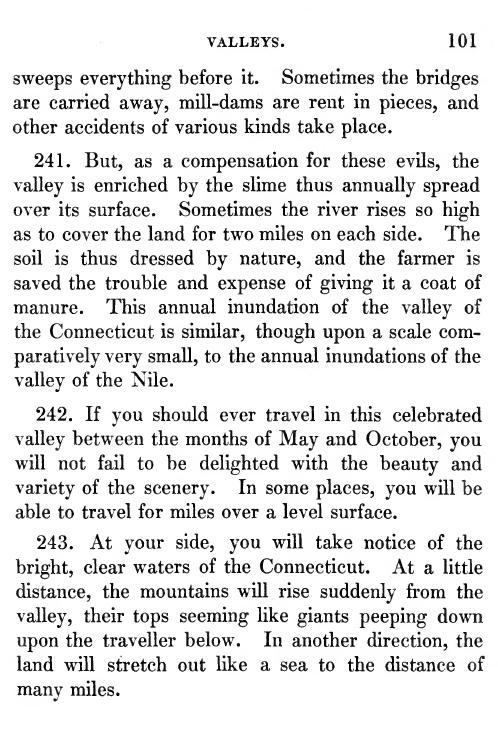 VALLEYS. 101
sweeps everything before it. Sometimes the bridges
are carried away, mill-dams are rent in pieces, and
other accidents of various kinds take place.
241. But, as a compensation for these evils, the
valley is enriched by the slime thus annually spread
over its surface. Sometimes the river rises so high
as to cover the land for two miles on each side. The
soil is thus dressed by nature, and the farmer is
saved the trouble and expense of giving it a coat of
manure. This annual inundation of the valley of
the Connecticut is similar, though upon a scale com-
paratively very small, to the annual inundations of the
valley of the Nile.
242. If you should ever travel in this celebrated
valley between the months of May and October, you
will not fail to be delighted with the beauty and
variety of the scenery. In some places, you will be
able to travel for miles over a level surface.
243. At your side, you will take notice of the
bright, clear waters of the Connecticut. At a little
distance, the mountains will rise suddenly from the
valley, their tops seeming like giants peeping down
upon the traveller below. In another direction, the
land will stretch out like a sea to the distance of
many miles.